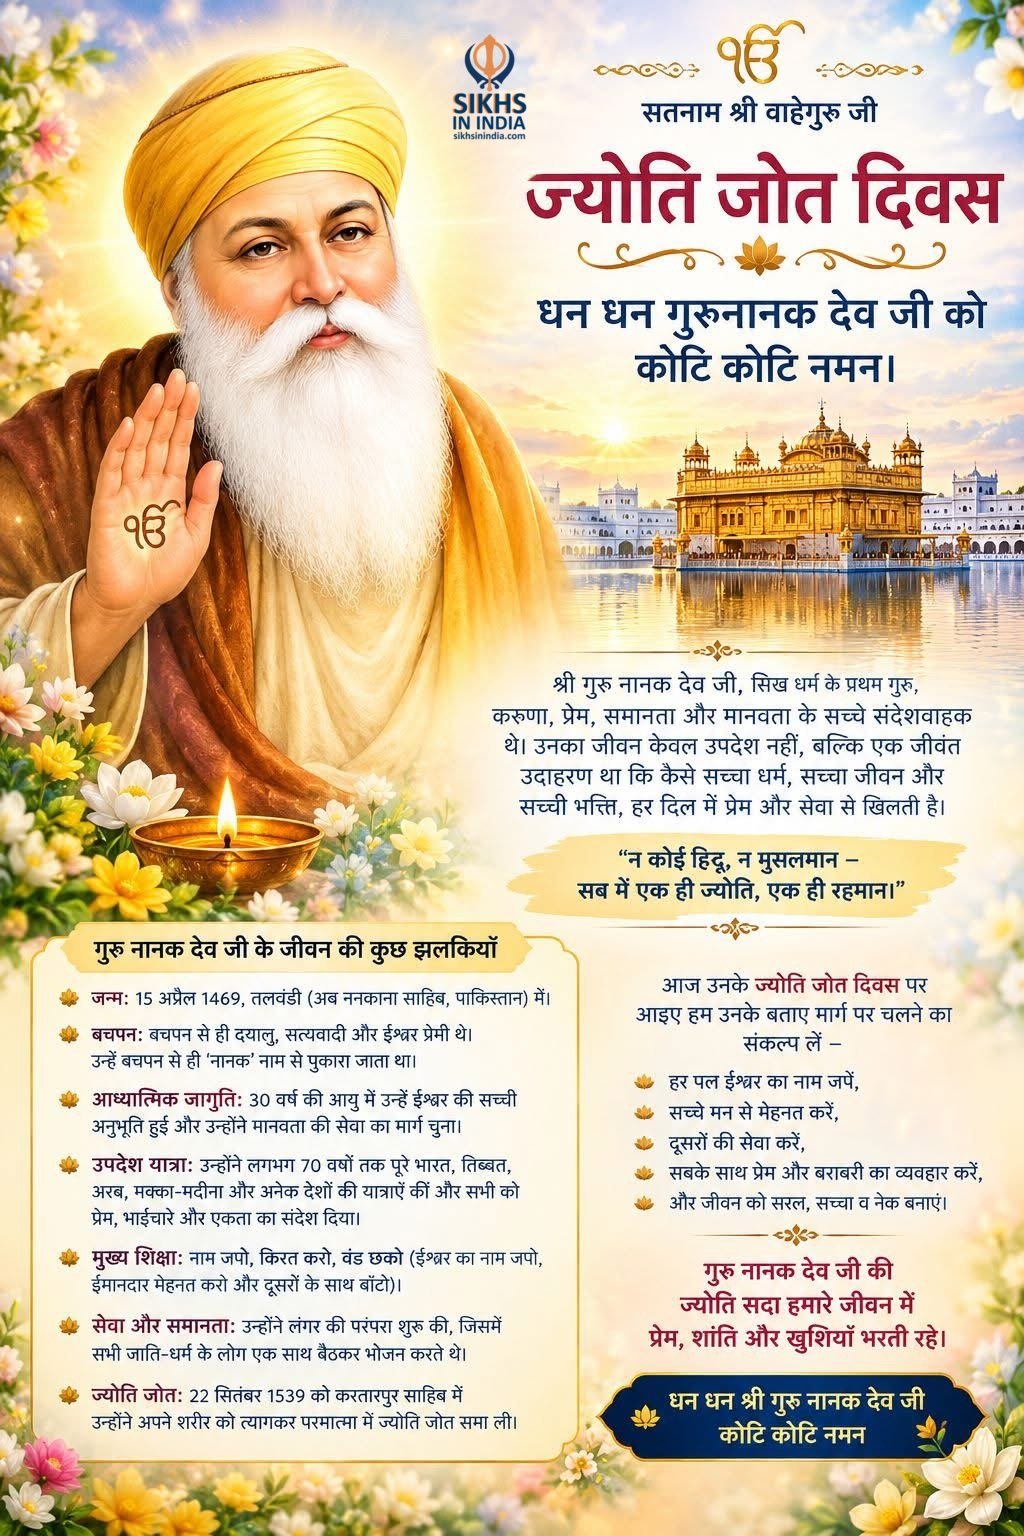 SIKHS
IN INDIA
sikhsinindia.com
ੴ
सतनाम श्री वाहेगुरु जी
ज्योति जोत दिवस
धन धन गुरुनानक देव जी को
कोटि कोटि नमन।
ੴ
श्री गुरु नानक देव जी, सिख धर्म के प्रथम गुरु,
करुणा, प्रेम, समानता और मानवता के सच्चे संदेशवाहक
थे। उनका जीवन केवल उपदेश नहीं, बल्कि एक जीवंत
उदाहरण था कि कैसे सच्चा धर्म, सच्चा जीवन और
सच्ची भक्ति, हर दिल में प्रेम और सेवा से खिलती है।
“न कोई हिंदू, न मुसलमान –
सब में एक ही ज्योति, एक ही रहमान।”
गुरु नानक देव जी के जीवन की कुछ झलकियाँ
जन्म: 15 अप्रैल 1469, तलवंडी (अब ननकाना साहिब, पाकिस्तान) में।
बचपन: बचपन से ही दयालु, सत्यवादी और ईश्वर प्रेमी थे।
उन्हें बचपन से ही ‘नानक’ नाम से पुकारा जाता था।
आध्यात्मिक जागुति: 30 वर्ष की आयु में उन्हें ईश्वर की सच्ची
अनुभूति हुई और उन्होंने मानवता की सेवा का मार्ग चुना।
उपदेश यात्रा: उन्होंने लगभग 70 वर्षों तक पूरे भारत, तिब्बत,
अरब, मक्का-मदीना और अनेक देशों की यात्राएँ कीं और सभी को
प्रेम, भाईचारे और एकता का संदेश दिया।
मुख्य शिक्षा: नाम जपो, किरत करो, वंड छको (ईश्वर का नाम जपो,
ईमानदार मेहनत करो और दूसरों के साथ बाँटो)।
सेवा और समानता: उन्होंने लंगर की परंपरा शुरू की, जिसमें
सभी जाति-धर्म के लोग एक साथ बैठकर भोजन करते थे।
ज्योति जोत: 22 सितंबर 1539 को करतारपुर साहिब में
उन्होंने अपने शरीर को त्यागकर परमात्मा में ज्योति जोत समा ली।
आज उनके ज्योति जोत दिवस पर
आइए हम उनके बताए मार्ग पर चलने का
संकल्प लें –
हर पल ईश्वर का नाम जपें,
सच्चे मन से मेहनत करें,
दूसरों की सेवा करें,
सबके साथ प्रेम और बराबरी का व्यवहार करें,
और जीवन को सरल, सच्चा व नेक बनाएं।
गुरु नानक देव जी की
ज्योति सदा हमारे जीवन में
प्रेम, शांति और खुशियाँ भरती रहे।
धन धन श्री गुरु नानक देव जी
कोटि कोटि नमन